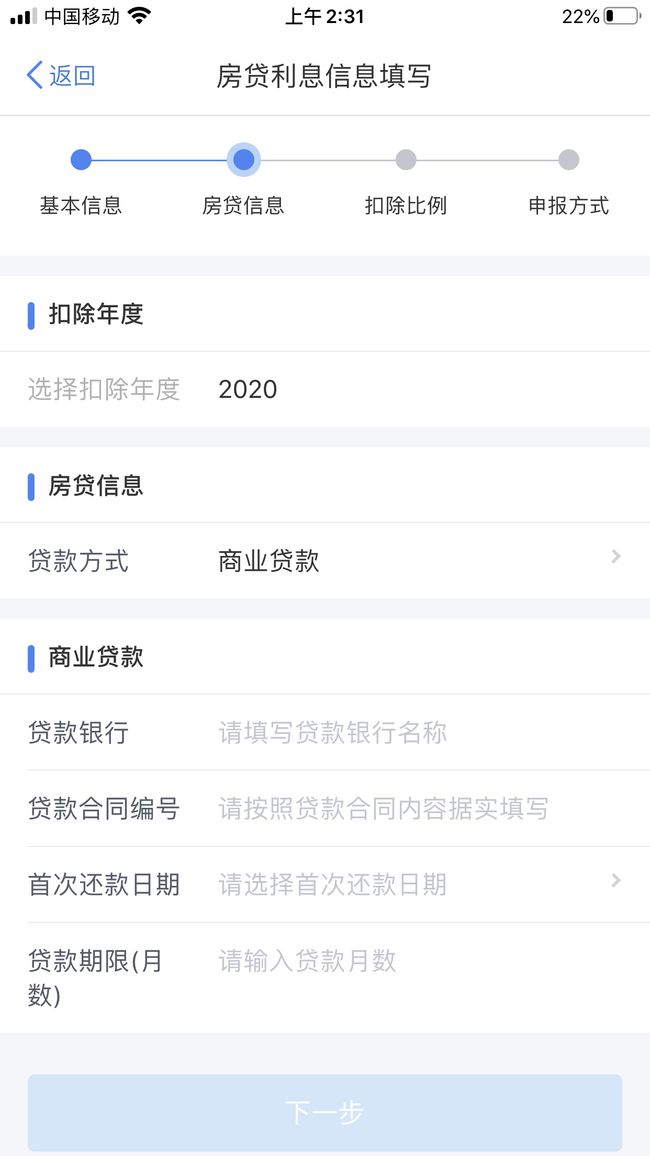 中国移动 上午 2:31 22%
返回 房贷利息信息填写
基本信息 房贷信息 扣除比例 申报方式
扣除年度
选择扣除年度 2020
房贷信息
贷款方式 商业贷款
商业贷款
贷款银行 请填写贷款银行名称
贷款合同编号 请按照贷款合同内容据实填写
首次还款日期 请选择首次还款日期
贷款期限(月 请输入贷款月数
数)
下一步